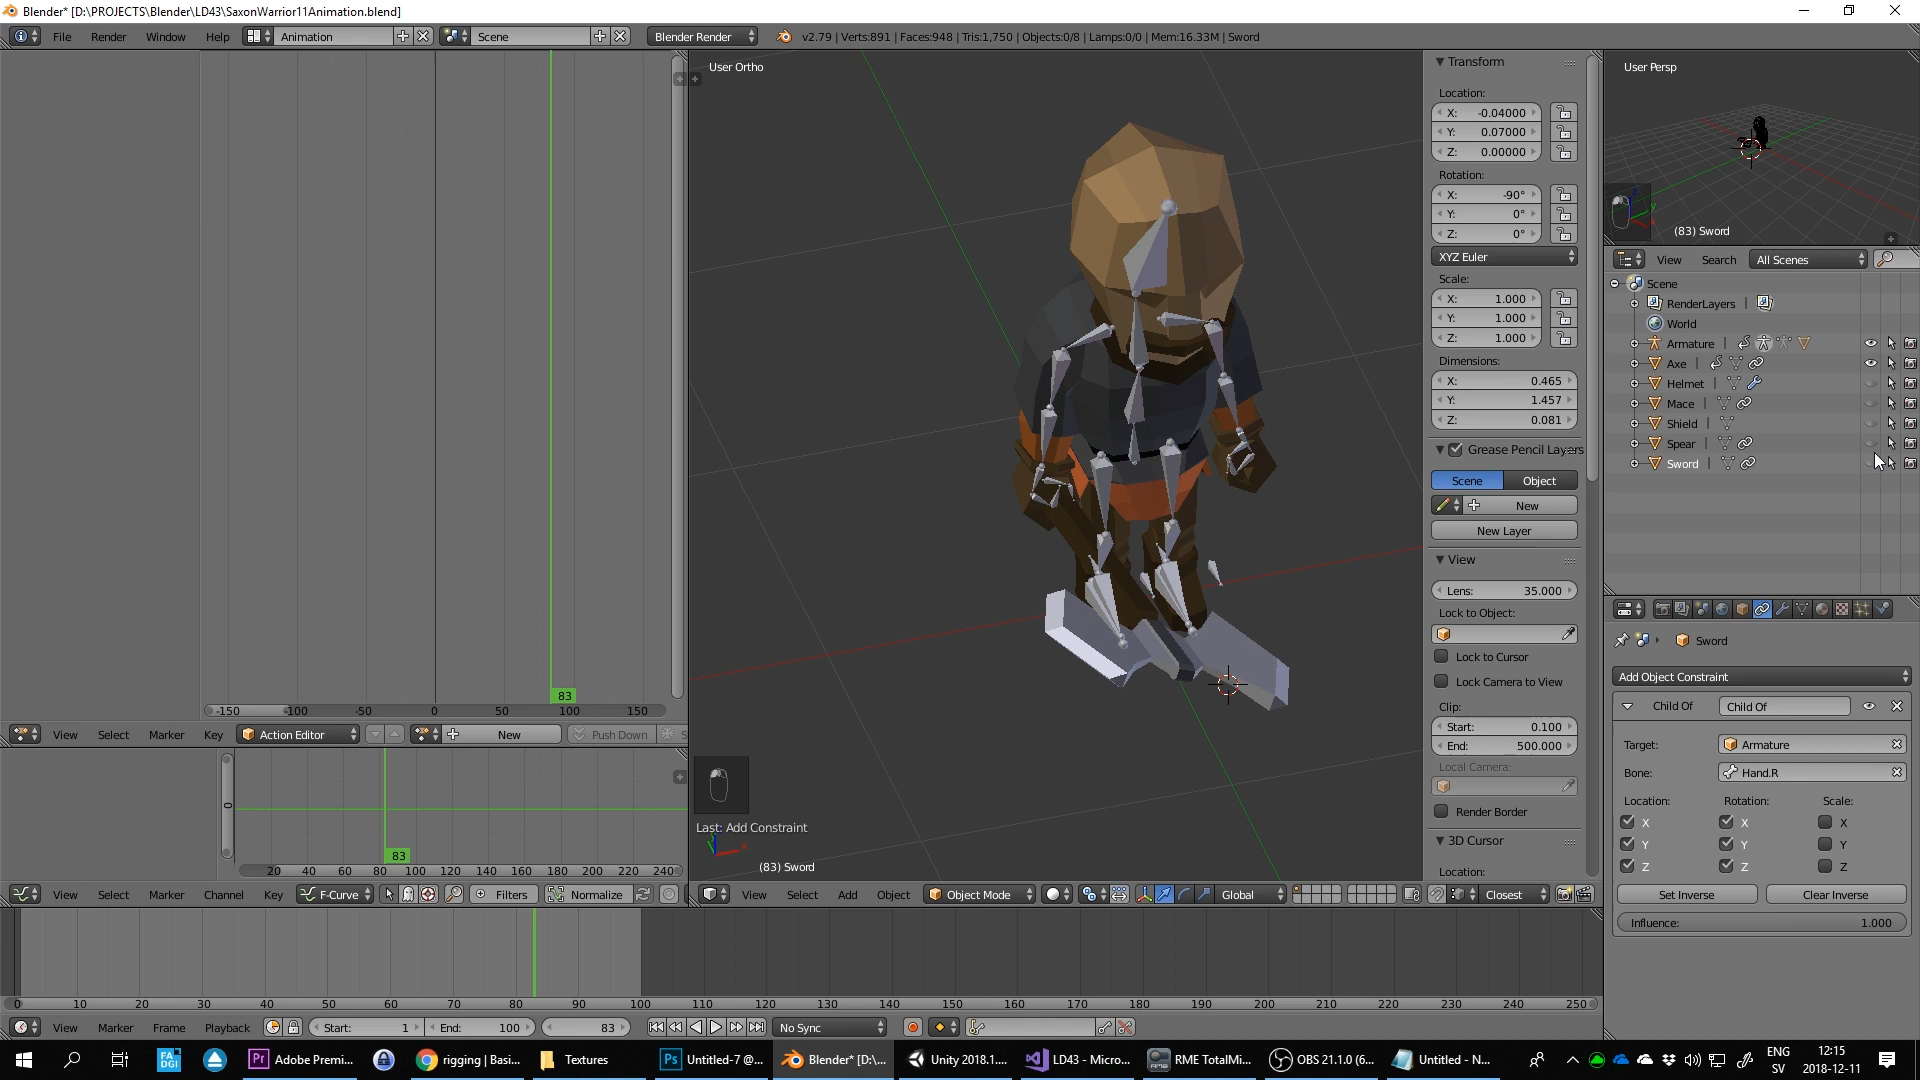 Blender* [D:\PROJECTS\Blender\LD43\SaxonWarrior11Animation.blend]
File Render Window Help Animation Scene Blender Render v2.79 | Verts:891 | Faces:948 | Tris:1,750 | Objects:0/8 | Lamps:0/0 | Mem:16.33M | Sword
User Ortho
Transform
Location:
X: -0.04000
Y: 0.07000
Z: 0.00000
Rotation:
X: -90°
Y: 0°
Z: 0°
XYZ Euler
Scale:
X: 1.000
Y: 1.000
Z: 1.000
Dimensions:
X: 0.465
Y: 1.457
Z: 0.081
Grease Pencil Layers
Scene Object
New
New Layer
View
Lens: 35.000
Lock to Object:
Lock to Cursor
Lock Camera to View
Clip:
Start: 0.100
End: 500.000
Local Camera:
Render Border
3D Cursor
Location:
User Persp
(83) Sword
View Search All Scenes
Scene
RenderLayers
World
Armature
Axe
Helmet
Mace
Shield
Spear
Sword
Sword
Add Object Constraint
Child Of Child Of
Target: Armature
Bone: Hand.R
Location: Rotation: Scale:
X X X
Y Y Y
Z Z Z
Set Inverse Clear Inverse
Influence: 1.000
83
-150 -100 -50 0 50 100 150
View Select Marker Key Action Editor New Push Down
0
83
20 40 60 80 100 120 140 160 180 200 220 240
View Select Marker Channel Key F-Curve Filters Normalize
Last: Add Constraint
(83) Sword
View Select Add Object Object Mode Global Closest
0 10 20 30 40 50 60 70 80 90 100 110 120 130 140 150 160 170 180 190 200 210 220 230 240 250
View Marker Frame Playback Start: 1 End: 100 83 No Sync
FA DGI Adobe Premi... rigging | Basi... Textures Untitled-7 @... Blender* [D:\... Unity 2018.1.... LD43 - Micro... RME TotalMi... OBS 21.1.0 (6... Untitled - N...
ENG
SV
12:15
2018-12-11